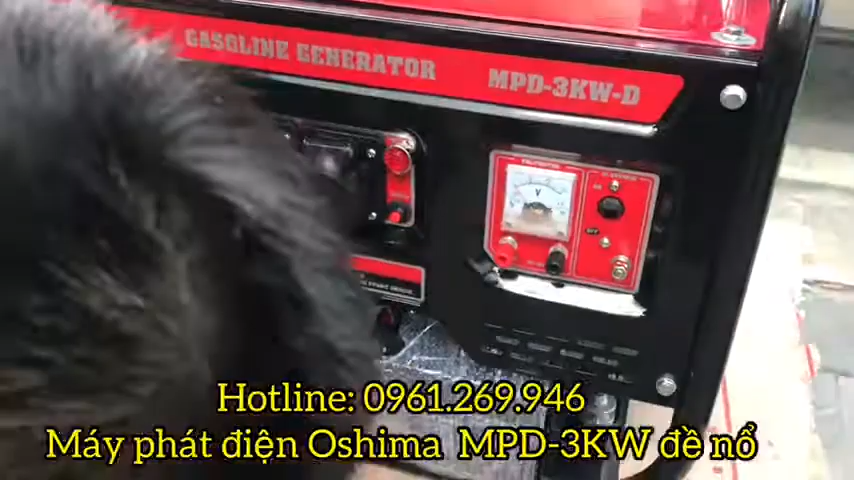 GASOLINE GENERATOR MPD-3KW-D
V
Hotline: 0961.269.946
Máy phát điện Oshima MPD-3KW đề nổ